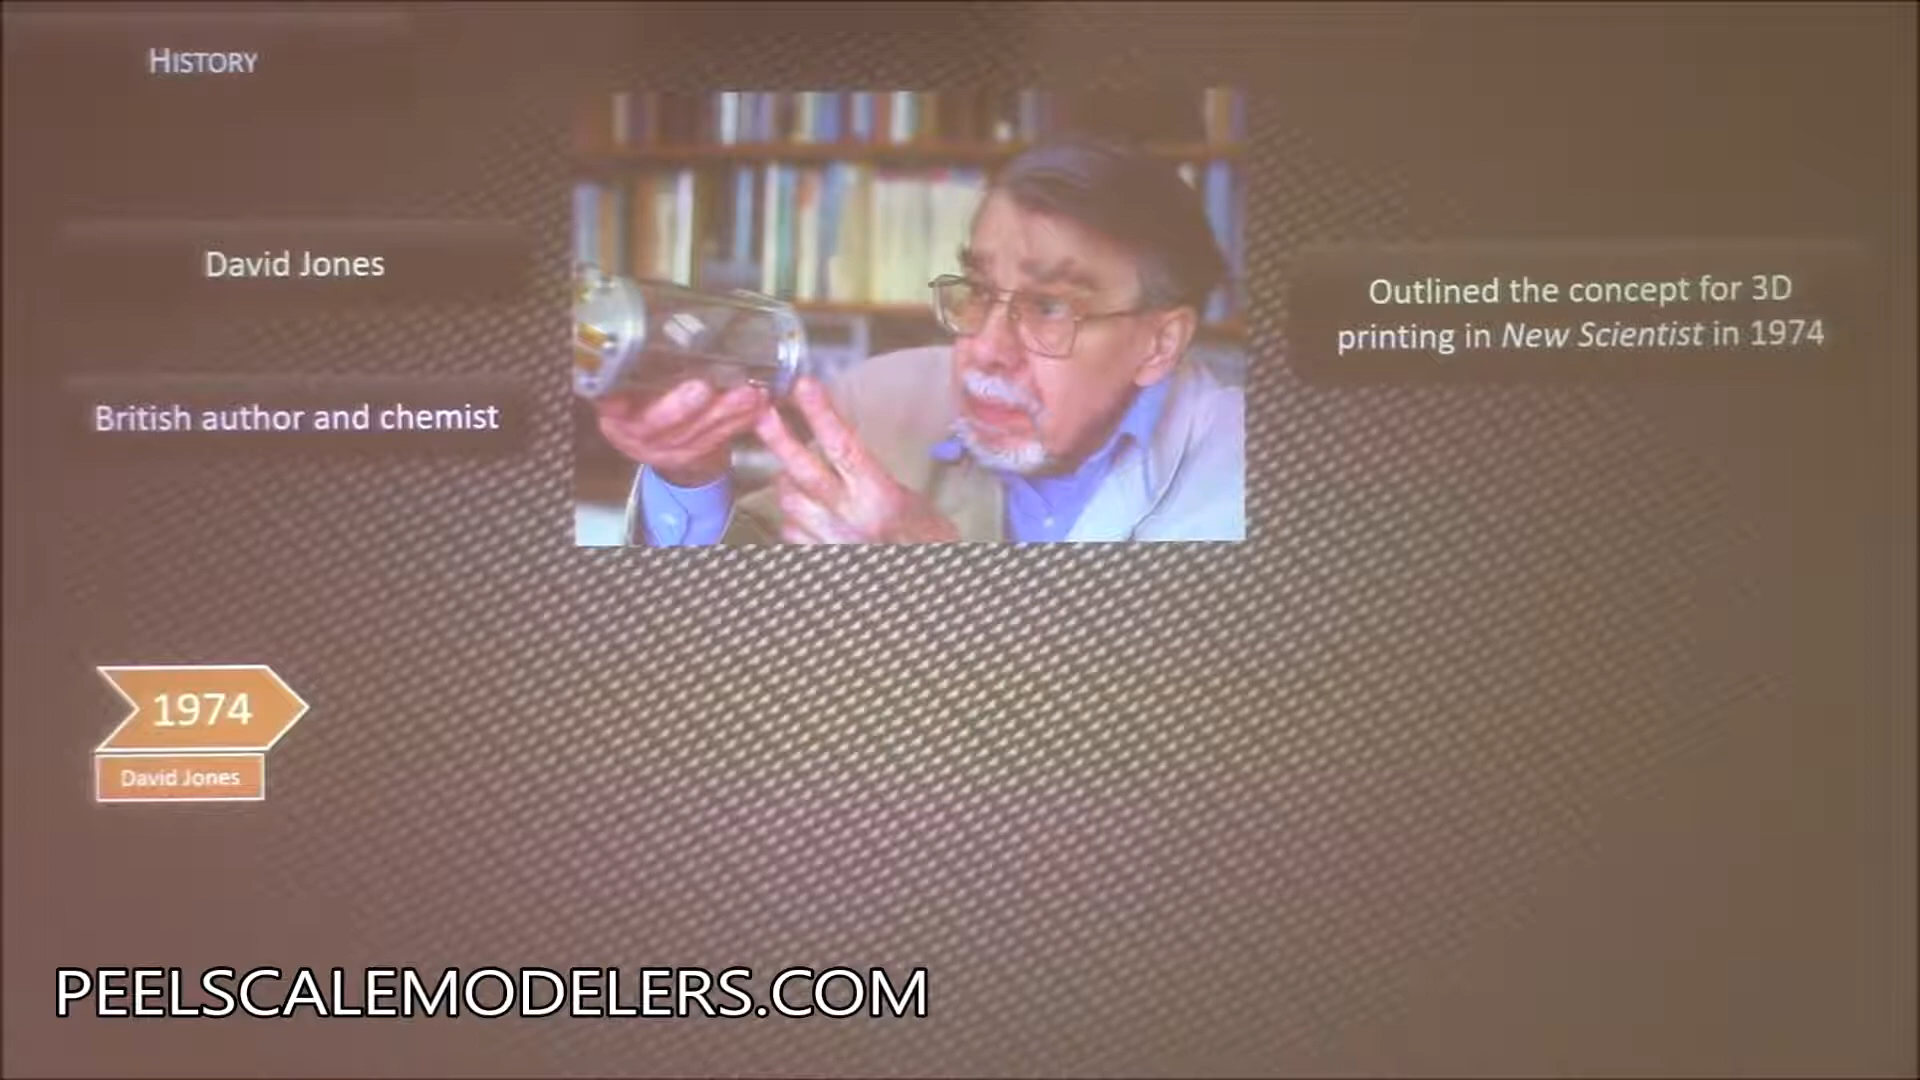 HISTORY
David Jones
British author and chemist
Outlined the concept for 3D
printing in New Scientist in 1974
1974
David Jones
PEELSCALEMODELERS.COM